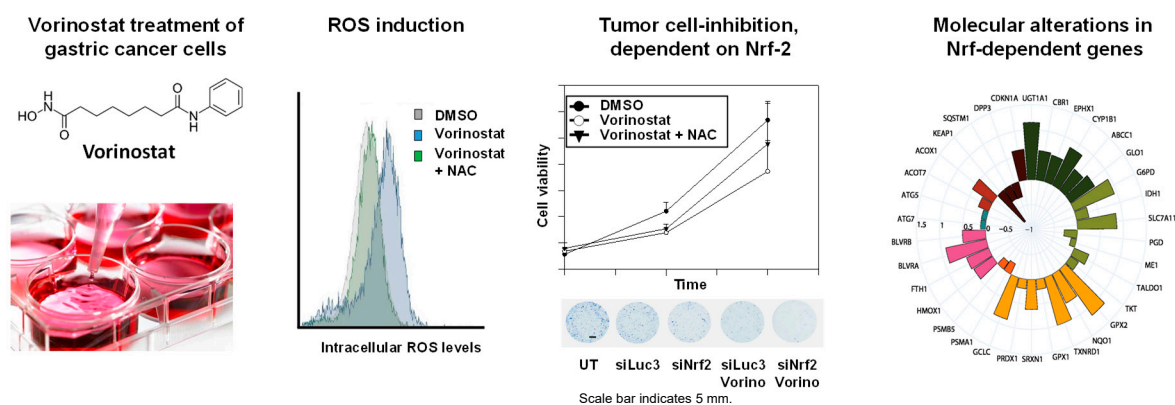 Vorinostat treatment of
gastric cancer cells
HO
H
N
O
O
N
H
Vorinostat
ROS induction
DMSO
Vorinostat
Vorinostat
+ NAC
Intracellular ROS levels
Tumor cell-inhibition,
dependent on Nrf-2
DMSO
Vorinostat
Vorinostat + NAC
Cell viability
Time
UT
siLuc3
siNrf2
siLuc3
Vorino
siNrf2
Vorino
Scale bar indicates 5 mm.
Molecular alterations in
Nrf-dependent genes
UGT1A1
CBR1
EPHX1
CYP1B1
ABCC1
GLO1
G6PD
IDH1
SLC7A11
PGD
ME1
TALDO1
TKT
GPX2
NQO1
TXNRD1
GPX1
SRXN1
PRDX1
GCLC
PSMA1
PSMB5
HMOX1
FTH1
BLVRA
BLVRB
ATG7
ATG5
ACOT7
ACOX1
KEAP1
SQSTM1
DPP3
CDKN1A
1.5
1
0.5
0
−0.5
−1